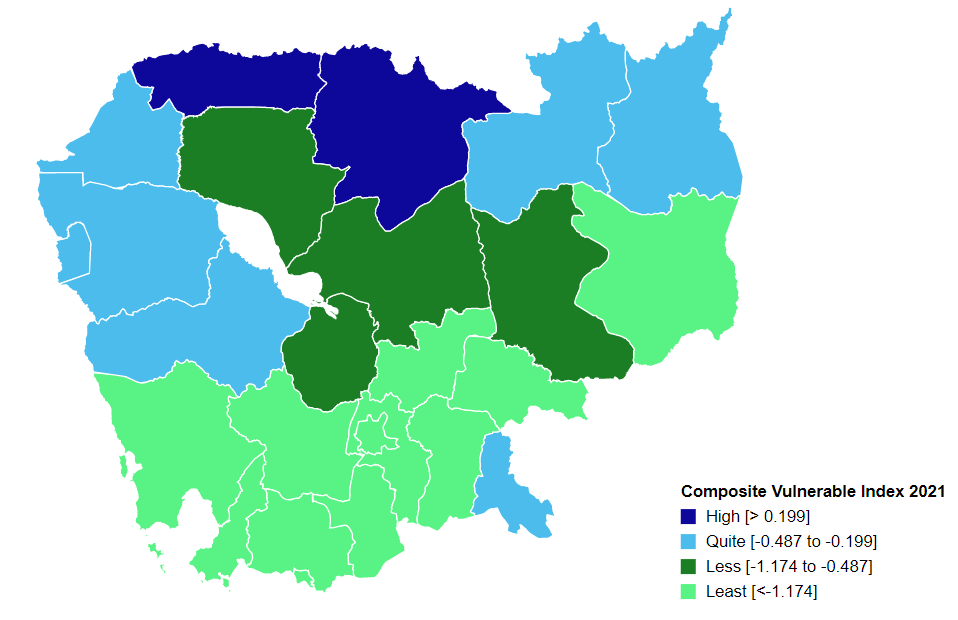 Composite Vulnerable Index 2021
High [> 0.199]
Quite [-0.487 to -0.199]
Less [-1.174 to -0.487]
Least [<-1.174]